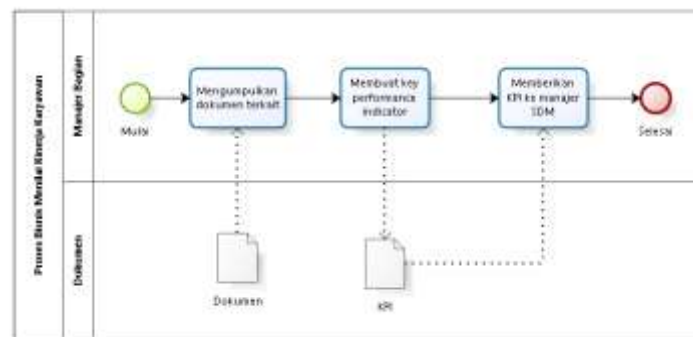 Proses Bisnis Menilai Kinerja Karyawan
Manajer Bagian
Mulai
Mengumpulkan
dokumen terkait
Membuat key
performance
indicator
Memberikan
KPI ke manajer
SDM
Selesai
Dokumen
Dokumen
KPI